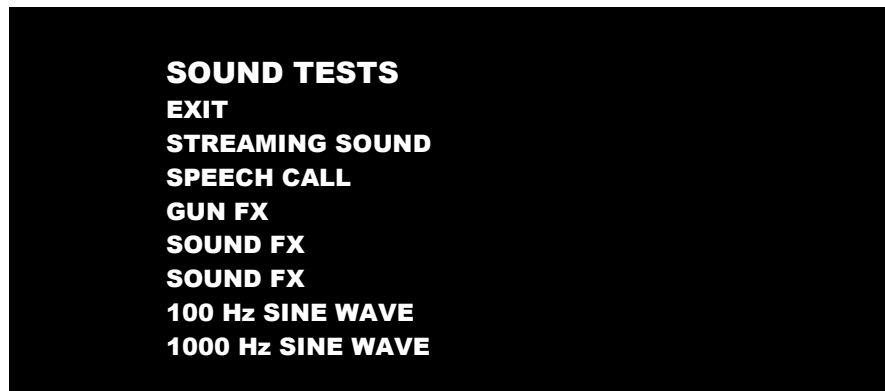 SOUND TESTS
EXIT
STREAMING SOUND
SPEECH CALL
GUN FX
SOUND FX
SOUND FX
100 Hz SINE WAVE
1000 Hz SINE WAVE